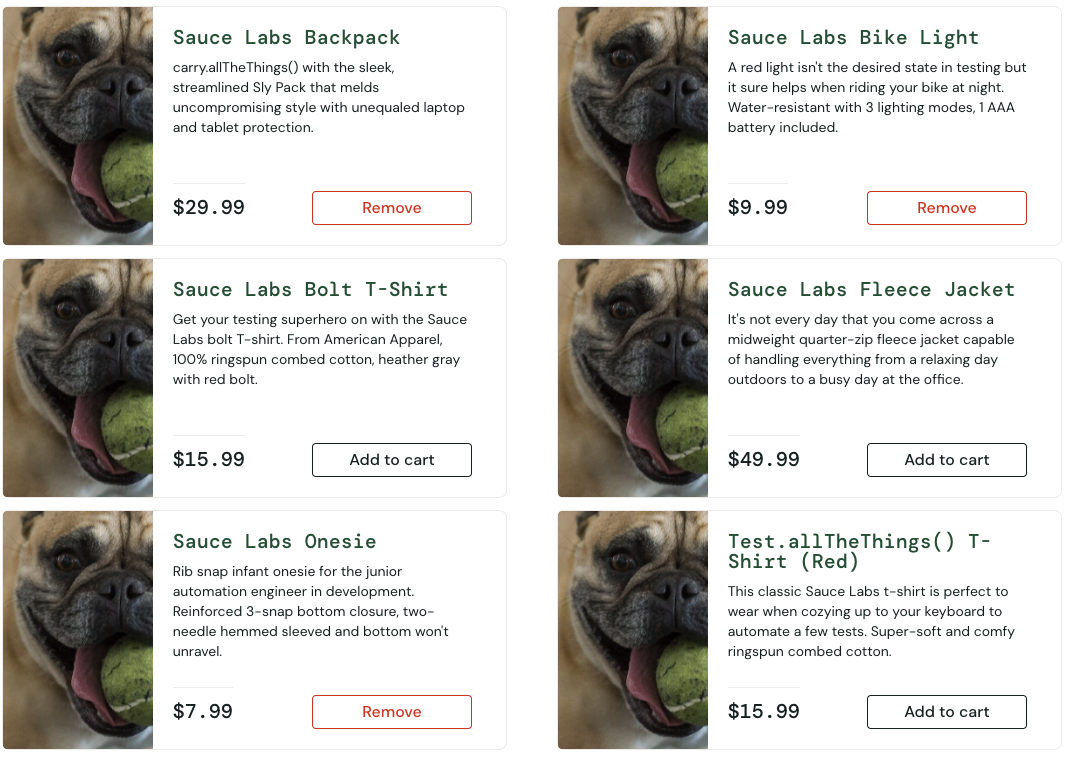 Sauce Labs Backpack
carry.allTheThings() with the sleek,
streamlined Sly Pack that melds
uncompromising style with unequaled laptop
and tablet protection.
$29.99
Remove
Sauce Labs Bike Light
A red light isn't the desired state in testing but
it sure helps when riding your bike at night.
Water-resistant with 3 lighting modes, 1 AAA
battery included.
$9.99
Remove
Sauce Labs Bolt T-Shirt
Get your testing superhero on with the Sauce
Labs bolt T-shirt. From American Apparel,
100% ringspun combed cotton, heather gray
with red bolt.
$15.99
Add to cart
Sauce Labs Fleece Jacket
It's not every day that you come across a
midweight quarter-zip fleece jacket capable
of handling everything from a relaxing day
outdoors to a busy day at the office.
$49.99
Add to cart
Sauce Labs Onesie
Rib snap infant onesie for the junior
automation engineer in development.
Reinforced 3-snap bottom closure, two-
needle hemmed sleeved and bottom won't
unravel.
$7.99
Remove
Test.allTheThings() T-
Shirt (Red)
This classic Sauce Labs t-shirt is perfect to
wear when cozying up to your keyboard to
automate a few tests. Super-soft and comfy
ringspun combed cotton.
$15.99
Add to cart